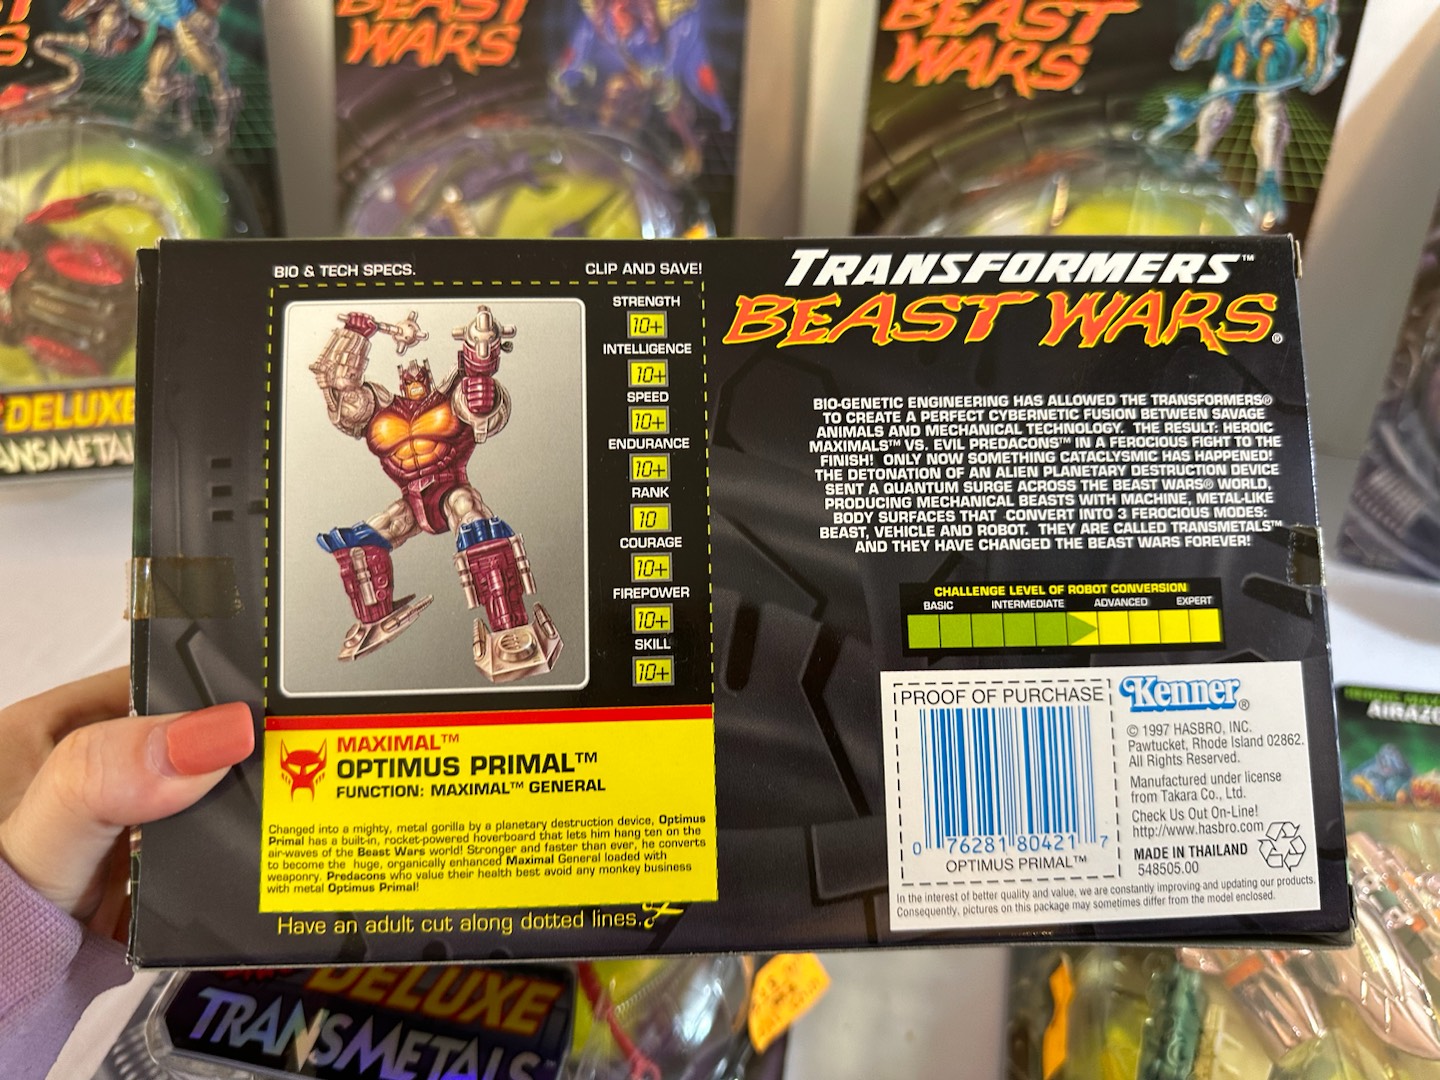 BEAST
WARS
BEAST
WARS
DELUXE
BIO & TECH SPECS.
CLIP AND SAVE!
STRENGTH
10+
INTELLIGENCE
10+
SPEED
10+
ENDURANCE
10+
RANK
10
COURAGE
10+
FIREPOWER
10+
SKILL
10+
MAXIMAL™
OPTIMUS PRIMAL™
FUNCTION: MAXIMAL™ GENERAL
Changed into a mighty, metal gorilla by a planetary destruction device, Optimus
Primal has a built-in, rocket-powered hoverboard that lets him hang ten on the
air-waves of the Beast Wars world! Stronger and faster than ever, he converts
to become the huge, organically enhanced Maximal General loaded with
weaponry. Predacons who value their health best avoid any monkey business
with metal Optimus Primal!
Have an adult cut along dotted lines.
TRANSFORMERS™
BEAST WARS®
BIO-GENETIC ENGINEERING HAS ALLOWED THE TRANSFORMERS®
TO CREATE A PERFECT CYBERNETIC FUSION BETWEEN SAVAGE
ANIMALS AND MECHANICAL TECHNOLOGY. THE RESULT: HEROIC
MAXIMALS™ VS. EVIL PREDACONS™ IN A FEROCIOUS FIGHT TO THE
FINISH! ONLY NOW SOMETHING CATACLYSMIC HAS HAPPENED!
THE DETONATION OF AN ALIEN PLANETARY DESTRUCTION DEVICE
SENT A QUANTUM SURGE ACROSS THE BEAST WARS® WORLD,
PRODUCING MECHANICAL BEASTS WITH MACHINE, METAL-LIKE
BODY SURFACES THAT CONVERT INTO 3 FEROCIOUS MODES:
BEAST, VEHICLE AND ROBOT. THEY ARE CALLED TRANSMETALS™
AND THEY HAVE CHANGED THE BEAST WARS FOREVER!
CHALLENGE LEVEL OF ROBOT CONVERSION
BASIC INTERMEDIATE ADVANCED EXPERT
PROOF OF PURCHASE
0 76281 80421 7
OPTIMUS PRIMAL™
Kenner®
© 1997 HASBRO, INC.
Pawtucket, Rhode Island 02862.
All Rights Reserved.
Manufactured under license
from Takara Co., Ltd.
Check Us Out On-Line!
http://www.hasbro.com
MADE IN THAILAND
548505.00
In the interest of better quality and value, we are constantly improving and updating our products.
Consequently, pictures on this package may sometimes differ from the model enclosed.
DELUXE
TRANSMETALS™